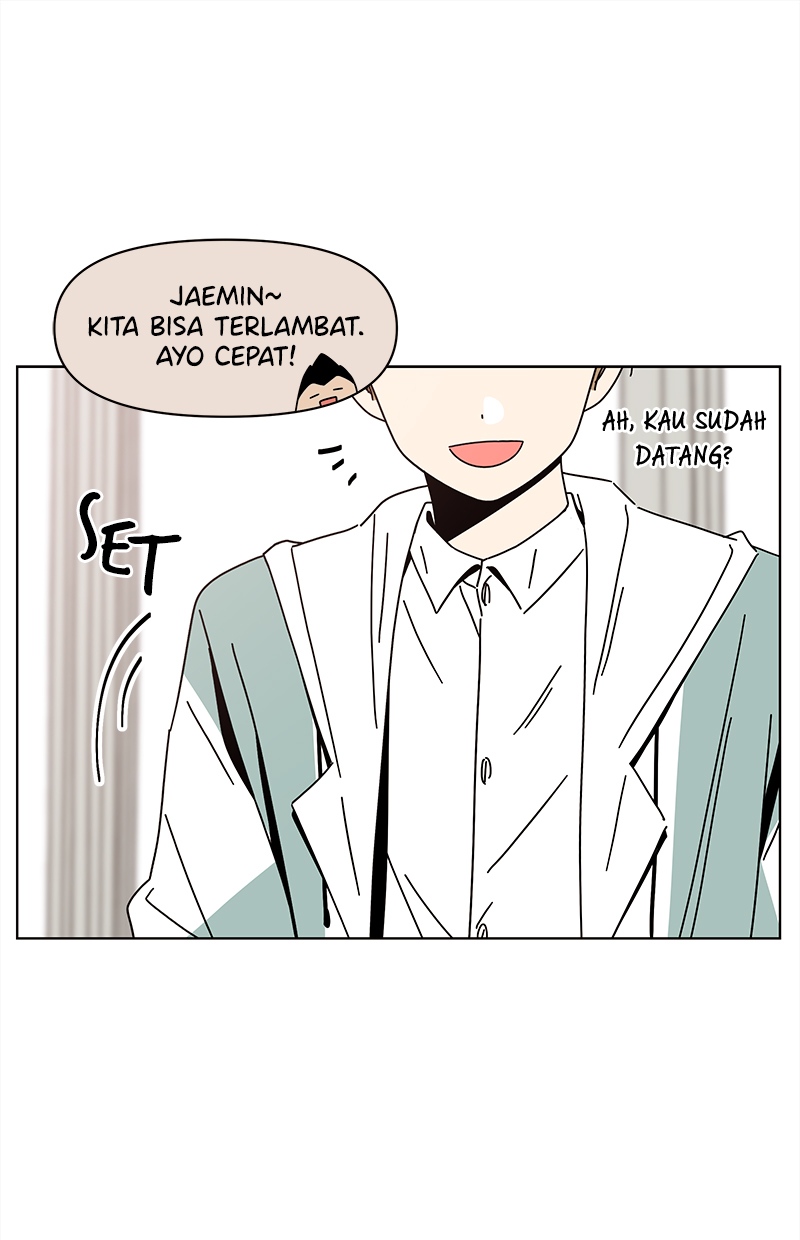 JAEMIN~
KITA BISA TERLAMBAT.
AYO CEPAT!
AH, KAU SUDAH
DATANG?
SET